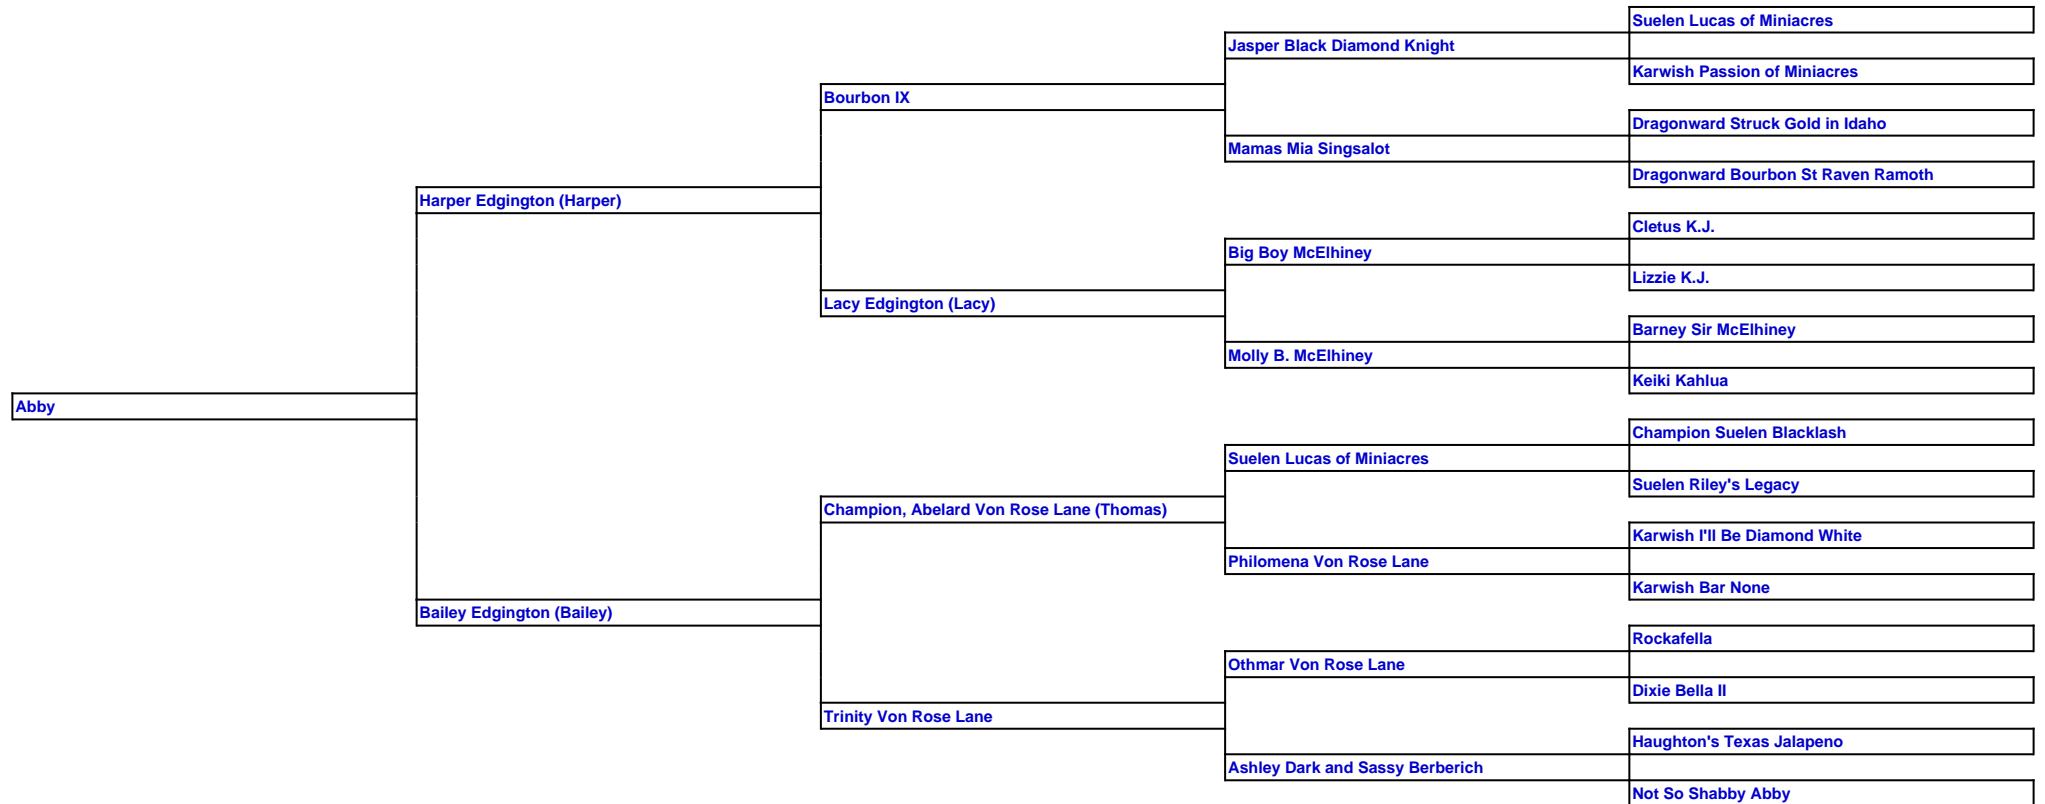 Suelen Lucas of Miniacres
Jasper Black Diamond Knight
Karwish Passion of Miniacres
Bourbon IX
Dragonward Struck Gold in Idaho
Mamas Mia Singsalot
Dragonward Bourbon St Raven Ramoth
Harper Edgington (Harper)
Cletus K.J.
Big Boy McElhiney
Lizzie K.J.
Lacy Edgington (Lacy)
Barney Sir McElhiney
Molly B. McElhiney
Keiki Kahlua
Abby
Champion Suelen Blacklash
Suelen Lucas of Miniacres
Suelen Riley's Legacy
Champion, Abelard Von Rose Lane (Thomas)
Karwish I'll Be Diamond White
Philomena Von Rose Lane
Karwish Bar None
Bailey Edgington (Bailey)
Rockafella
Othmar Von Rose Lane
Dixie Bella II
Trinity Von Rose Lane
Haughton's Texas Jalapeno
Ashley Dark and Sassy Berberich
Not So Shabby Abby